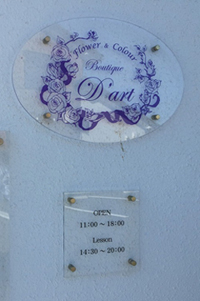 Flower & Colour
Boutique
D'art
OPEN
11:00～18:00
Lesson
14:30～20:00